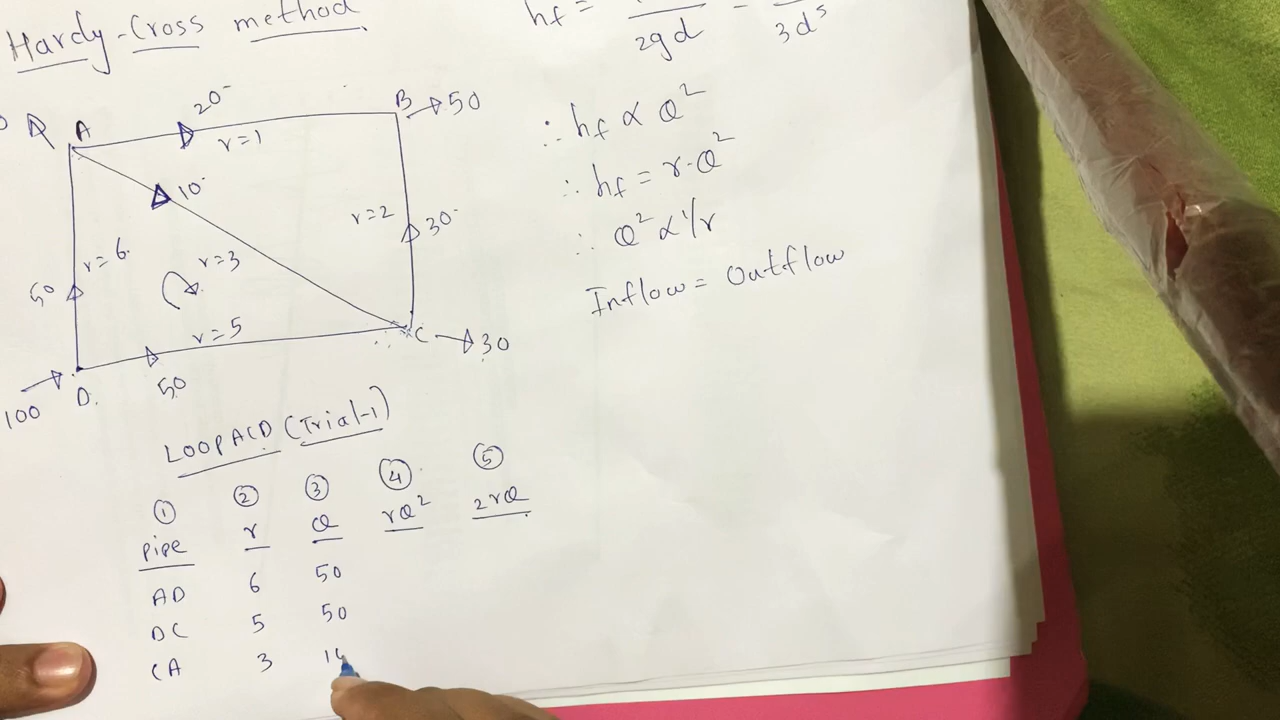 Hardy-Cross method
hf =
2gd - 3d⁵
∴ hf ∝ Q²
∴ hf = r·Q²
∴ Q² ∝ 1/r
Inflow = Outflow
A
20
r=1
B
50
10
r=2
30
r=6
r=3
50
r=5
C
30
100
D
50
LOOP ACD (Trial-1)
① ② ③ ④ ⑤
pipe r Q rQ² 2rQ
AD 6 50
DC 5 50
CA 3